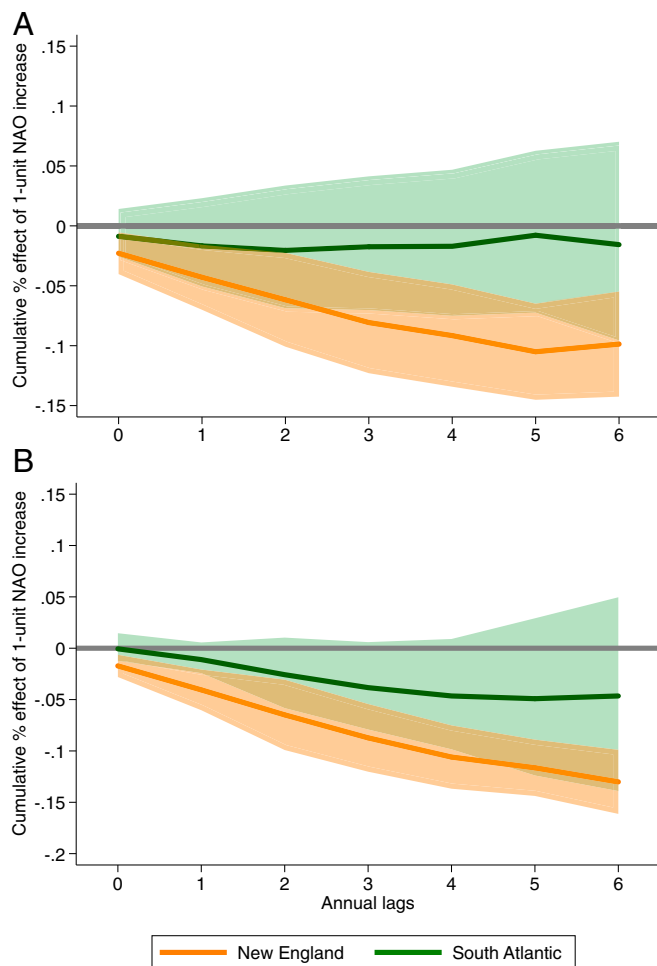 A
Cumulative % effect of 1-unit NAO increase
.15
.1
.05
0
-.05
-.1
-.15
0 1 2 3 4 5 6
B
Cumulative % effect of 1-unit NAO increase
.15
.1
.05
0
-.05
-.1
-.15
-.2
0 1 2 3 4 5 6
Annual lags
New England South Atlantic